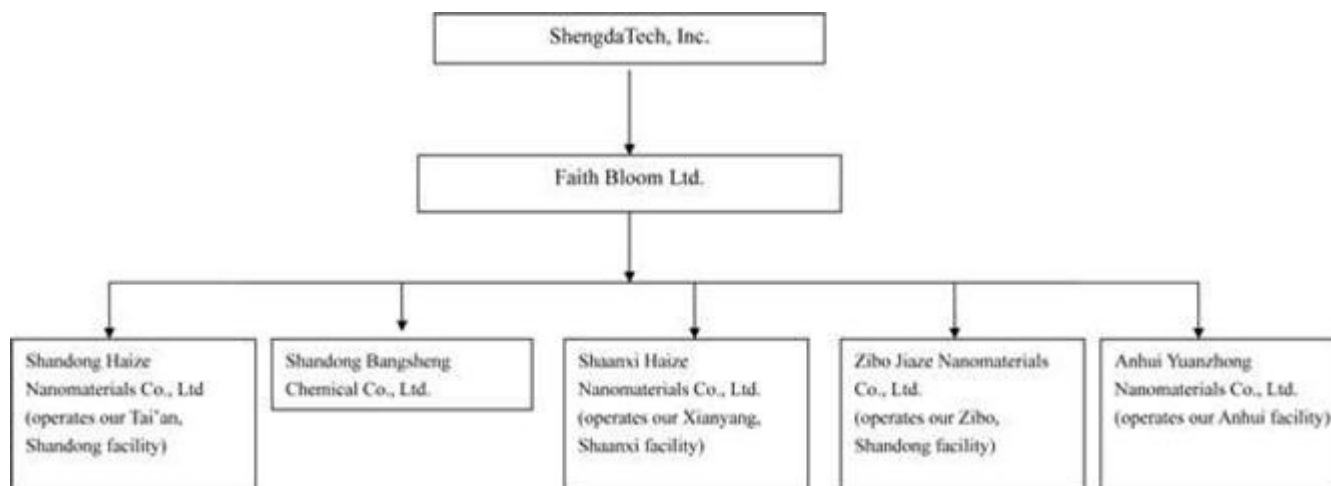 ShengdaTech, Inc.
Faith Bloom Ltd.
Shandong Haize
Nanomaterials Co., Ltd
(operates our Tai'an,
Shandong facility)
Shandong Bangsheng
Chemical Co., Ltd.
Shaanxi Haize
Nanomaterials Co., Ltd.
(operates our Xianyang,
Shaanxi facility)
Zibo Jiaze Nanomaterials
Co., Ltd.
(operates our Zibo,
Shandong facility)
Anhui Yuanzhong
Nanomaterials Co., Ltd.
(operates our Anhui facility)